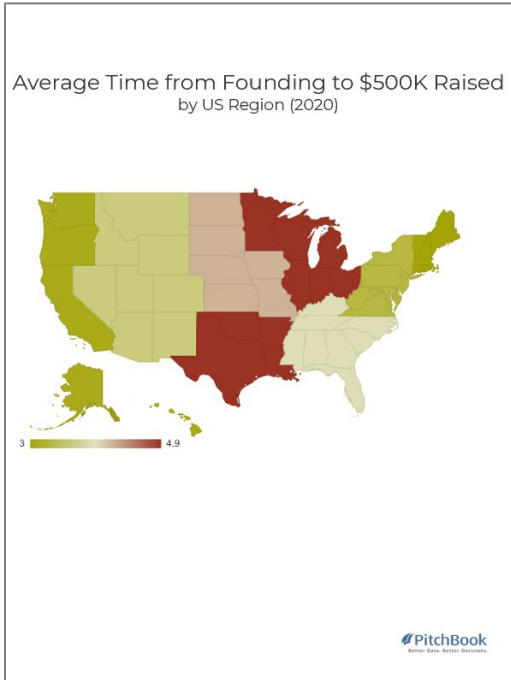 Average Time from Founding to $500K Raised
by US Region (2020)
3
4.9
PitchBook
Better Data. Better Decisions.